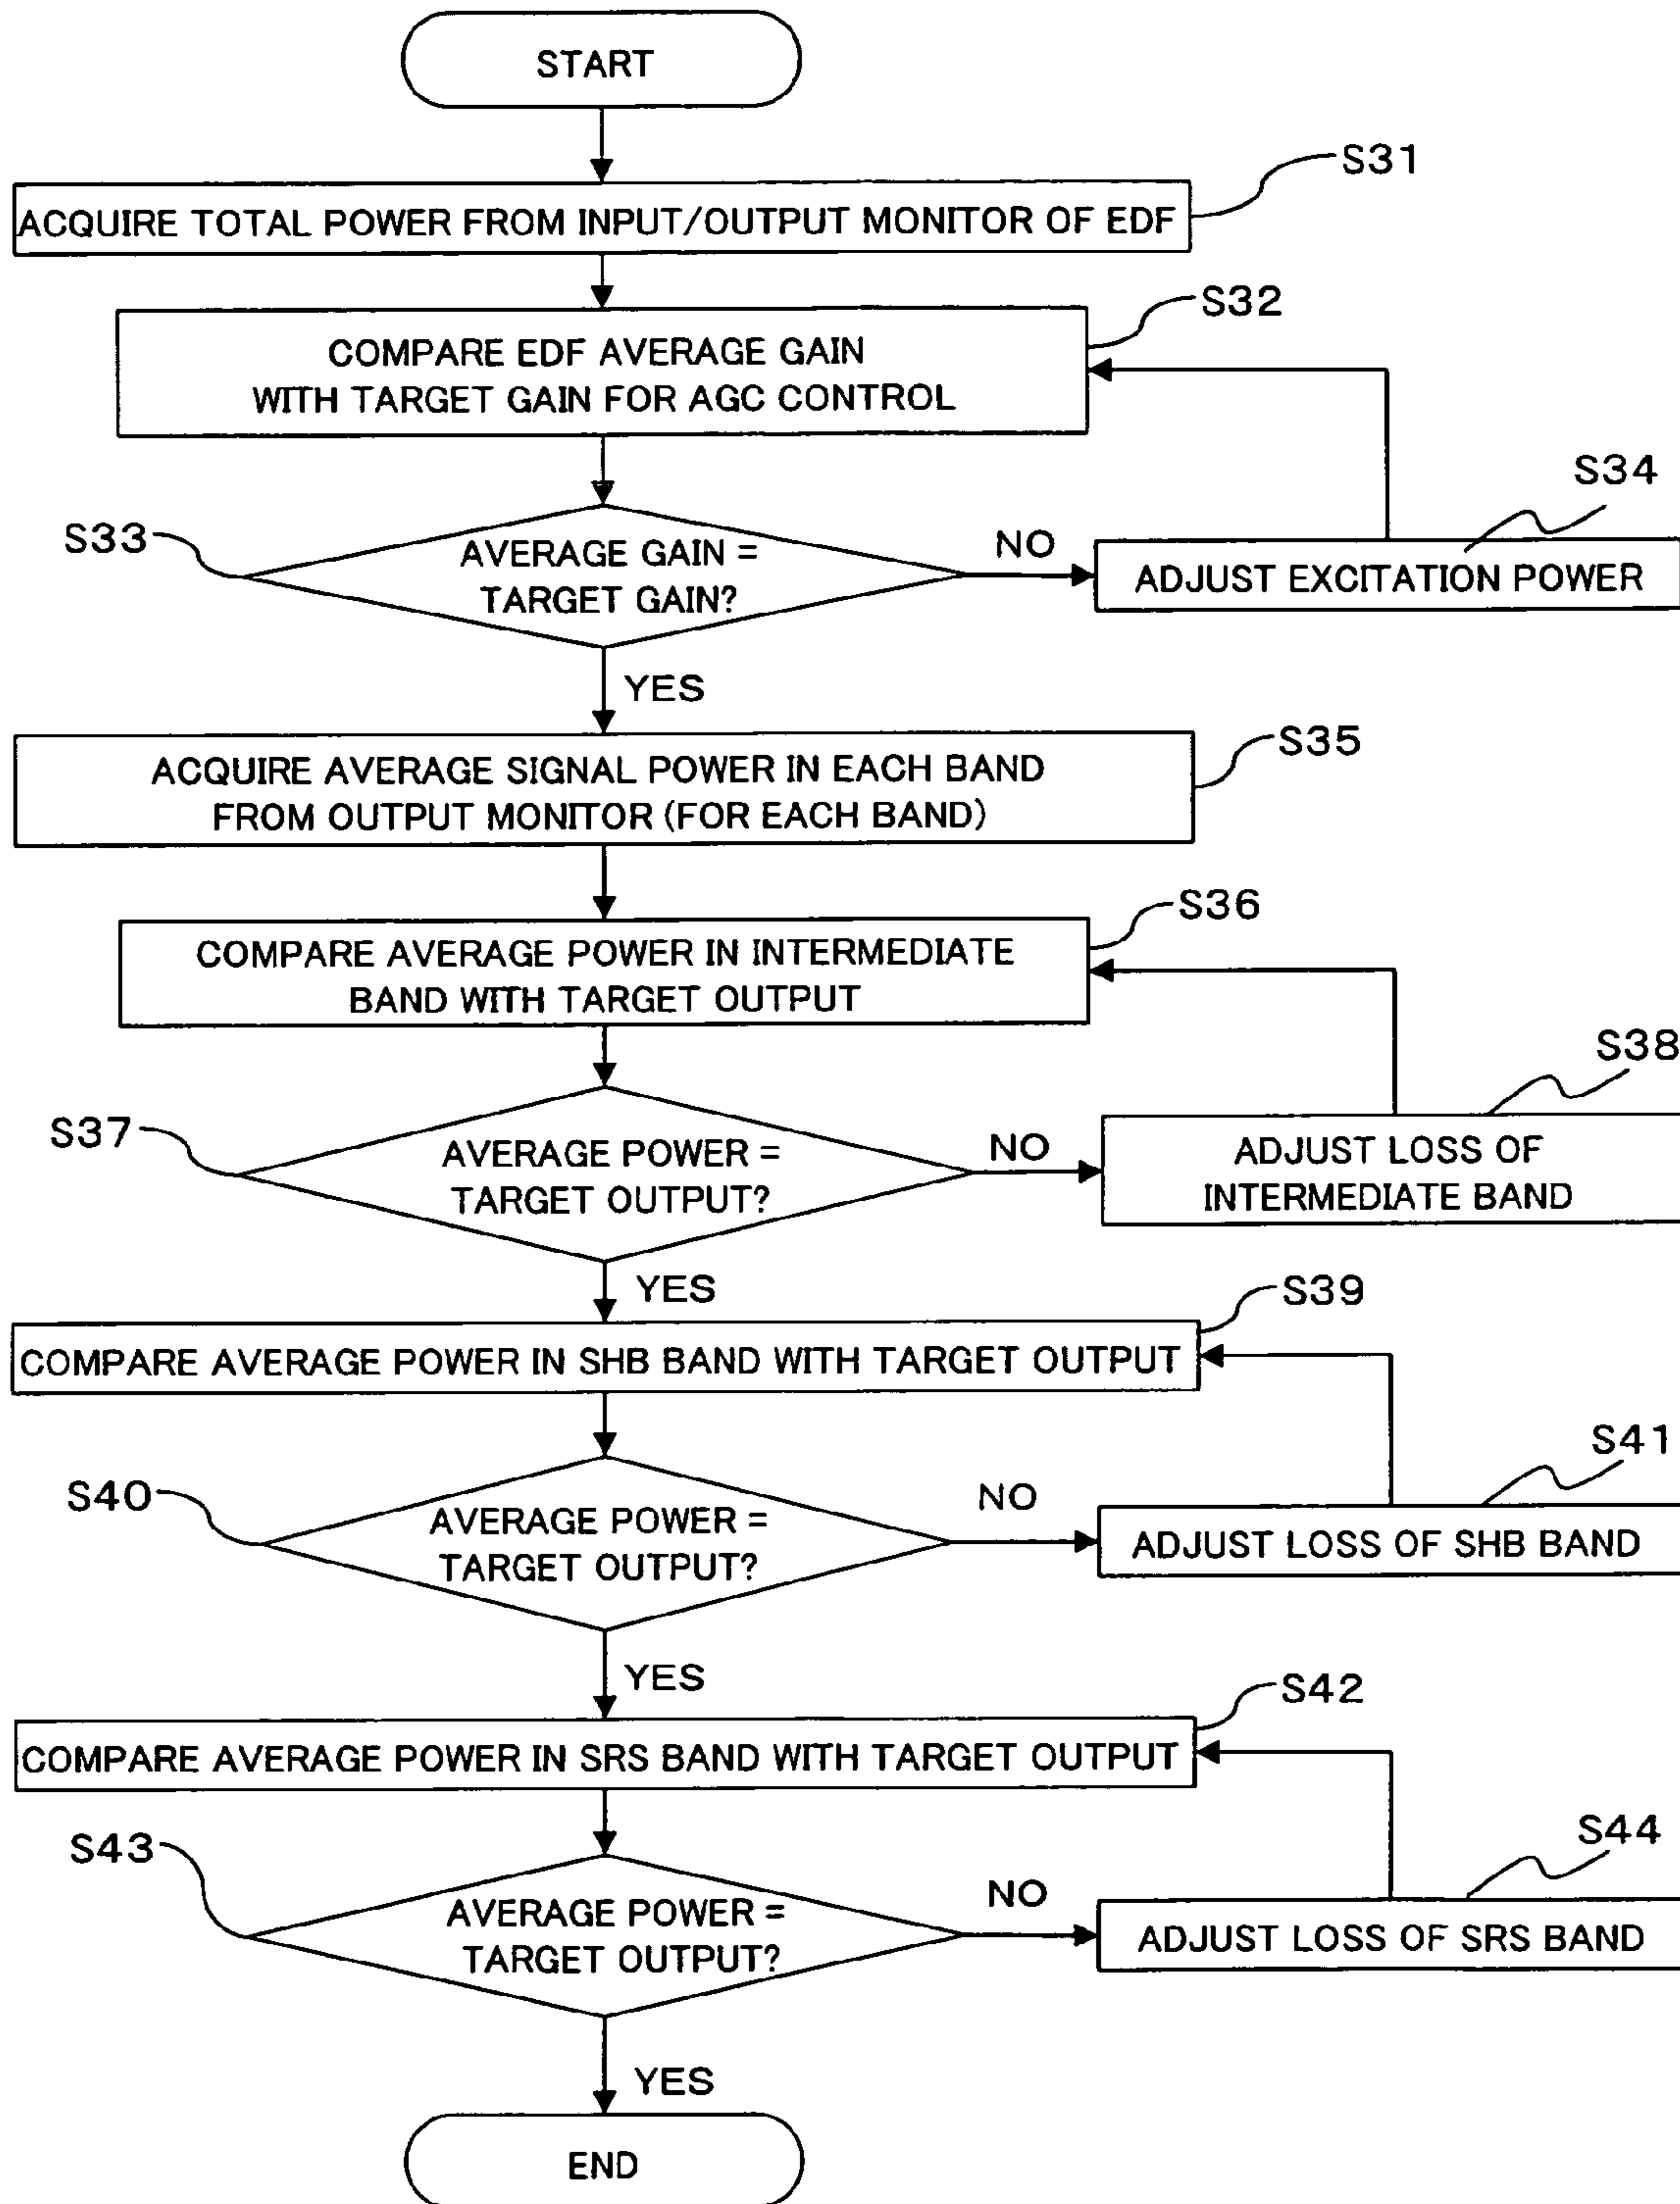 START
S31
ACQUIRE TOTAL POWER FROM INPUT/OUTPUT MONITOR OF EDF
S32
COMPARE EDF AVERAGE GAIN
WITH TARGET GAIN FOR AGC CONTROL
S33
AVERAGE GAIN =
TARGET GAIN?
NO
S34
ADJUST EXCITATION POWER
YES
S35
ACQUIRE AVERAGE SIGNAL POWER IN EACH BAND
FROM OUTPUT MONITOR (FOR EACH BAND)
S36
COMPARE AVERAGE POWER IN INTERMEDIATE
BAND WITH TARGET OUTPUT
S37
AVERAGE POWER =
TARGET OUTPUT?
NO
S38
ADJUST LOSS OF
INTERMEDIATE BAND
YES
S39
COMPARE AVERAGE POWER IN SHB BAND WITH TARGET OUTPUT
S40
AVERAGE POWER =
TARGET OUTPUT?
NO
S41
ADJUST LOSS OF SHB BAND
YES
S42
COMPARE AVERAGE POWER IN SRS BAND WITH TARGET OUTPUT
S43
AVERAGE POWER =
TARGET OUTPUT?
NO
S44
ADJUST LOSS OF SRS BAND
YES
END